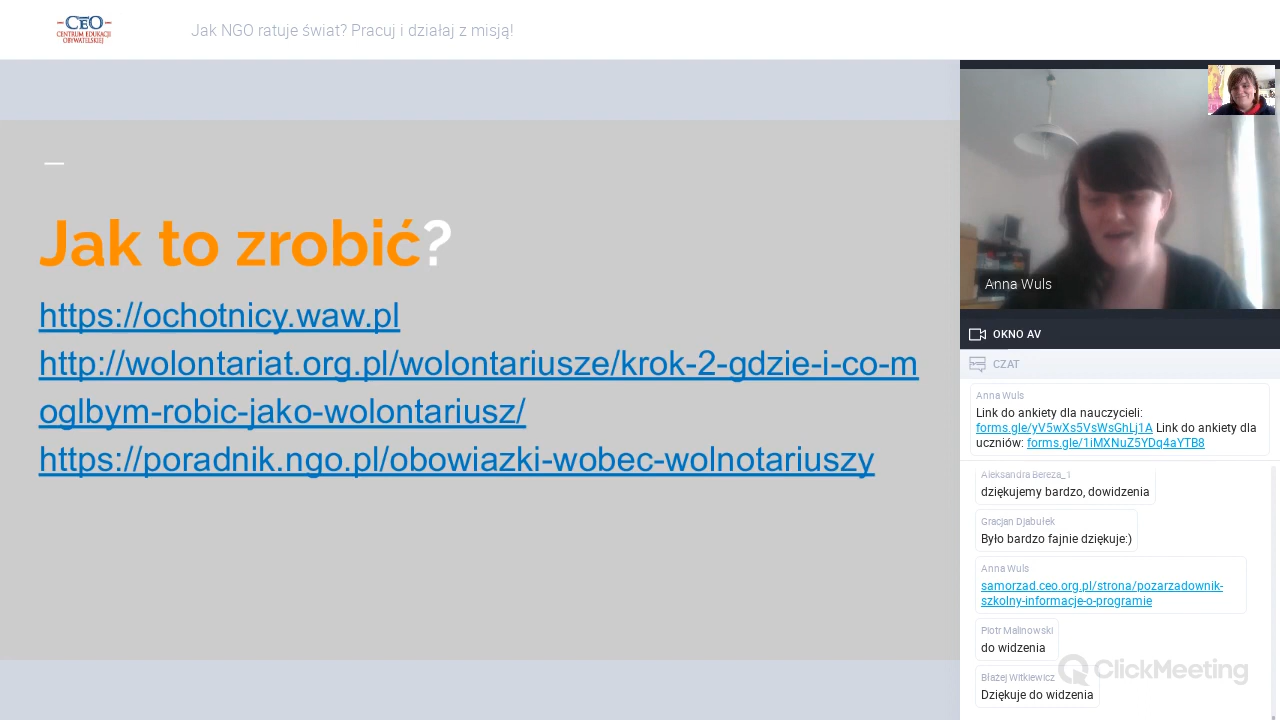 CEO
CENTRUM EDUKACJI
OBYWATELSKIEJ
Jak NGO ratuje świat? Pracuj i działaj z misją!
Jak to zrobić?
https://ochotnicy.waw.pl
http://wolontariat.org.pl/wolontariusze/krok-2-gdzie-i-co-m
oglbym-robic-jako-wolontariusz/
https://poradnik.ngo.pl/obowiazki-wobec-wolnotariuszy
Anna Wuls
OKNO AV
CZAT
Anna Wuls
Link do ankiety dla nauczycieli:
forms.gle/yV5wXs5VsWsGhLj1A Link do ankiety dla
uczniów: forms.gle/1iMXNuZ5YDq4aYTB8
Aleksandra Bereza_1
dziękujemy bardzo, dowidzenia
Gracjan Djabułek
Było bardzo fajnie dziękuje:)
Anna Wuls
samorzad.ceo.org.pl/strona/pozarzadownik-
szkolny-informacje-o-programie
Piotr Malinowski
do widzenia
ClickMeeting
Błażej Witkiewicz
Dziękuje do widzenia